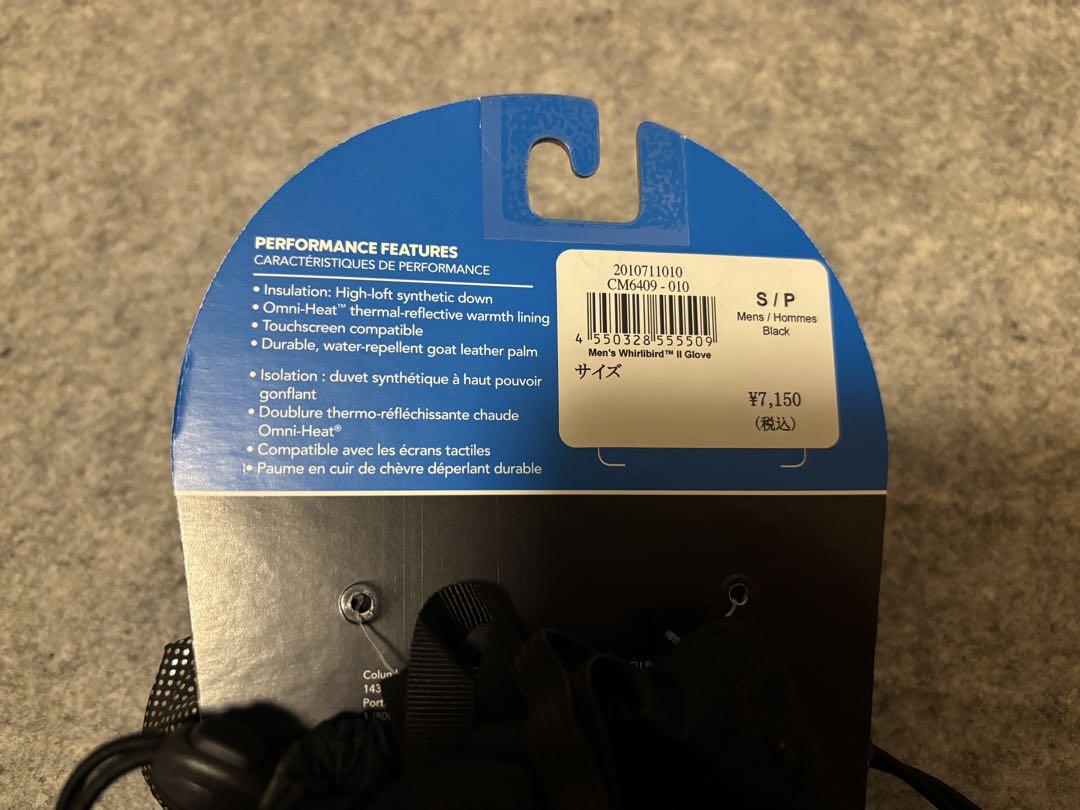 PERFORMANCE FEATURES
CARACTÉRISTIQUES DE PERFORMANCE
• Insulation: High-loft synthetic down
• Omni-Heat™ thermal-reflective warmth lining
• Touchscreen compatible
• Durable, water-repellent goat leather palm
• Isolation : duvet synthétique à haut pouvoir
gonflant
• Doublure thermo-réfléchissante chaude
Omni-Heat®
• Compatible avec les écrans tactiles
• Paume en cuir de chèvre déperlant durable
2010711010
CM6409 - 010
4 550328 555509
Men's Whirlibird™ II Glove
サイズ
S / P
Mens / Hommes
Black
¥7,150
(税込)
143
Port